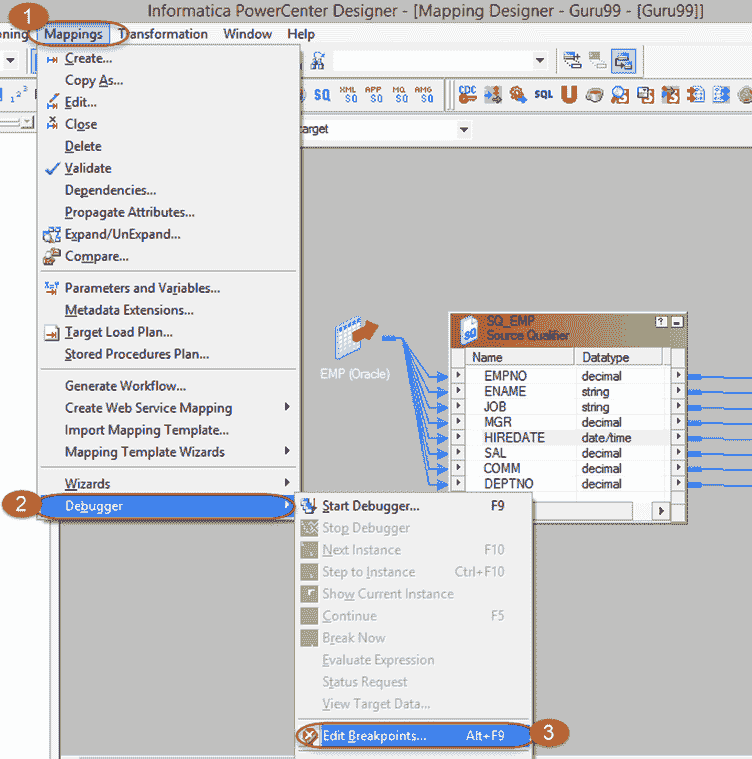 Informatica PowerCenter Designer - [Mapping Designer - Guru99 - [Guru99]]
1
oning Mappings Transformation Window Help
Create...
Copy As...
Edit...
Close
Delete
Validate
Dependencies...
Propagate Attributes...
Expand/UnExpand...
Compare...
Parameters and Variables...
Metadata Extensions...
Target Load Plan...
Stored Procedures Plan...
Generate Workflow...
Create Web Service Mapping
Import Mapping Template...
Mapping Template Wizards
Wizards
2 Debugger
Start Debugger... F9
Stop Debugger
Next Instance F10
Step to Instance Ctrl+F10
Show Current Instance
Continue F5
Break Now
Evaluate Expression
Status Request
View Target Data...
Edit Breakpoints... Alt+F9 3
SQ XML SQ APP SQ MQ SQ AMG SQ CDC SQL
target
EMP (Oracle)
SQ SQ_EMP
Source Qualifier
Name Datatype
EMPNO decimal
ENAME string
JOB string
MGR decimal
HIREDATE date/time
SAL decimal
COMM decimal
DEPTNO decimal